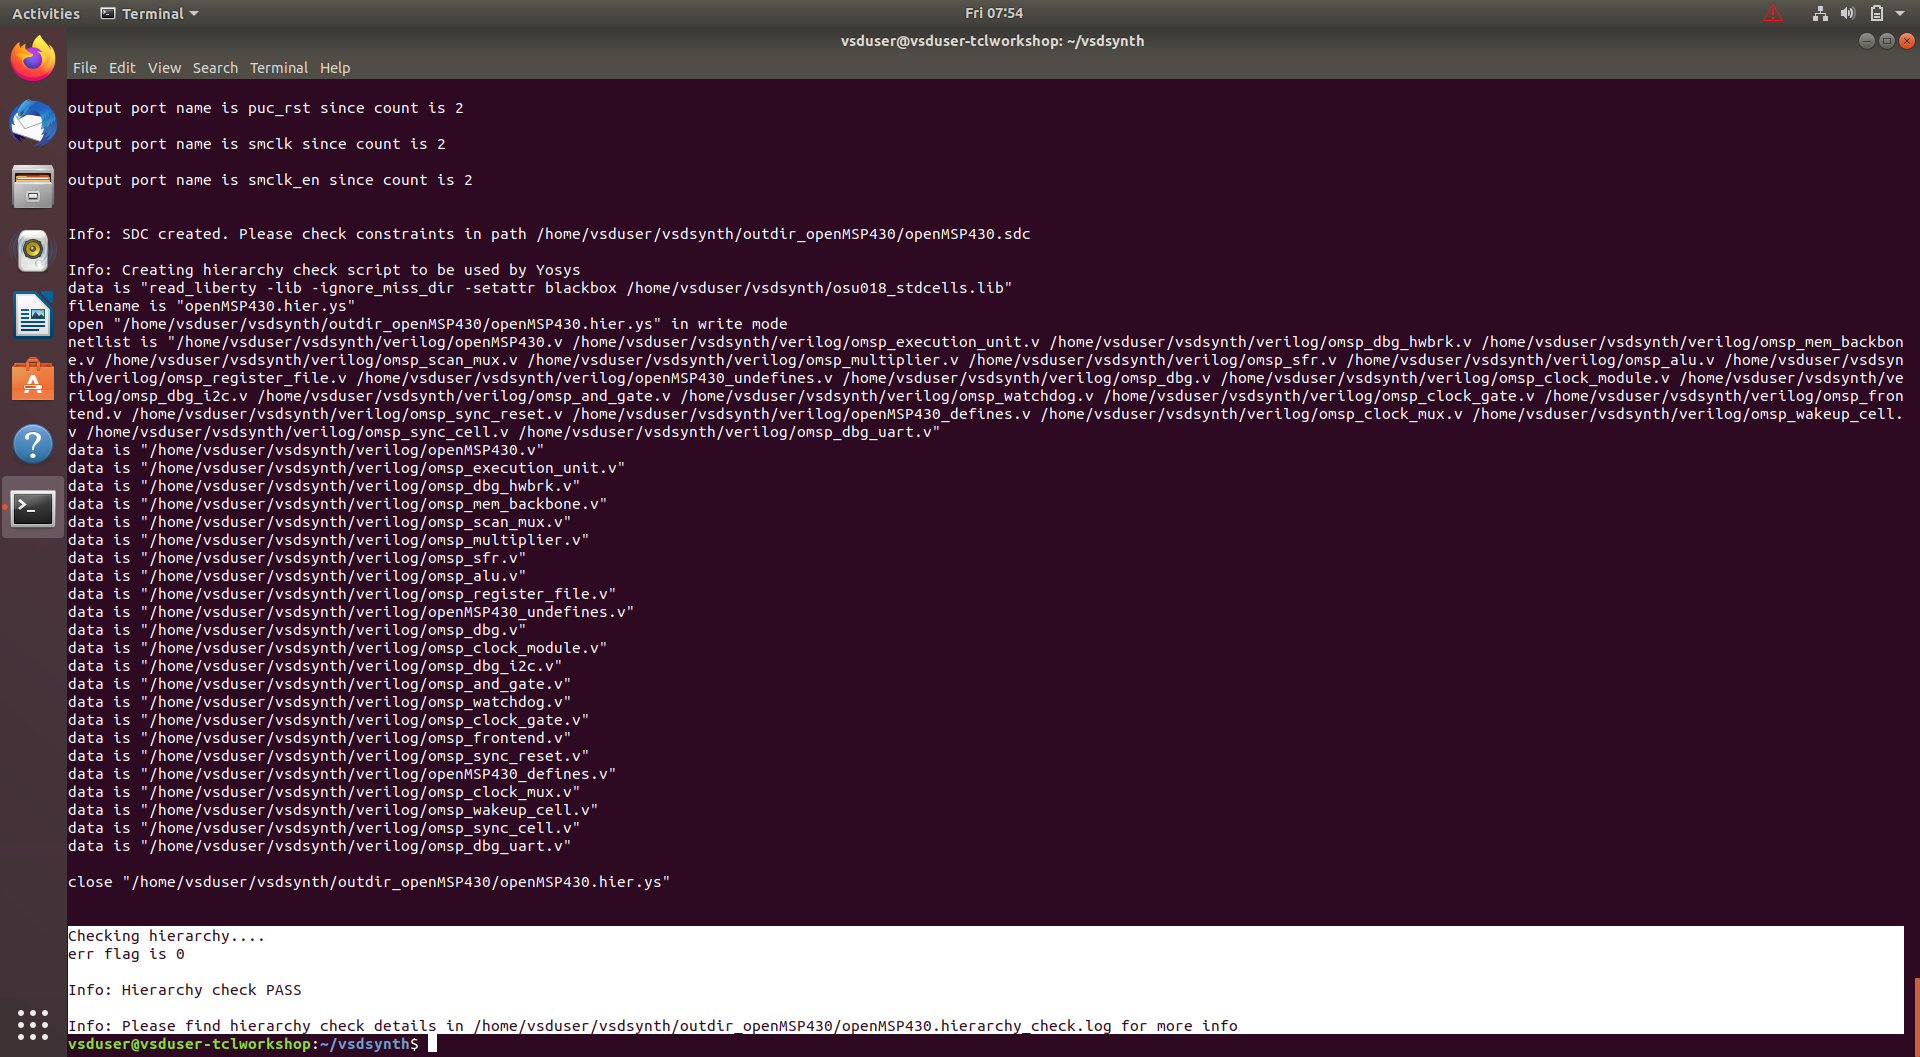 Activities
Terminal
Fri 07:54
vsduser@vsduser-tclworkshop: ~/vsdsynth
File Edit View Search Terminal Help
output port name is puc_rst since count is 2
output port name is smclk since count is 2
output port name is smclk_en since count is 2
Info: SDC created. Please check constraints in path /home/vsduser/vsdsynth/outdir_openMSP430/openMSP430.sdc
Info: Creating hierarchy check script to be used by Yosys
data is "read_liberty -lib -ignore_miss_dir -setattr blackbox /home/vsduser/vsdsynth/osu018_stdcells.lib"
filename is "openMSP430.hier.ys"
open "/home/vsduser/vsdsynth/outdir_openMSP430/openMSP430.hier.ys" in write mode
netlist is "/home/vsduser/vsdsynth/verilog/openMSP430.v /home/vsduser/vsdsynth/verilog/omsp_execution_unit.v /home/vsduser/vsdsynth/verilog/omsp_dbg_hwbrk.v /home/vsduser/vsdsynth/verilog/omsp_mem_backbon
e.v /home/vsduser/vsdsynth/verilog/omsp_scan_mux.v /home/vsduser/vsdsynth/verilog/omsp_multiplier.v /home/vsduser/vsdsynth/verilog/omsp_sfr.v /home/vsduser/vsdsynth/verilog/omsp_alu.v /home/vsduser/vsdsyn
th/verilog/omsp_register_file.v /home/vsduser/vsdsynth/verilog/openMSP430_undefines.v /home/vsduser/vsdsynth/verilog/omsp_dbg.v /home/vsduser/vsdsynth/verilog/omsp_clock_module.v /home/vsduser/vsdsynth/ve
rilog/omsp_dbg_i2c.v /home/vsduser/vsdsynth/verilog/omsp_and_gate.v /home/vsduser/vsdsynth/verilog/omsp_watchdog.v /home/vsduser/vsdsynth/verilog/omsp_clock_gate.v /home/vsduser/vsdsynth/verilog/omsp_fron
tend.v /home/vsduser/vsdsynth/verilog/omsp_sync_reset.v /home/vsduser/vsdsynth/verilog/openMSP430_defines.v /home/vsduser/vsdsynth/verilog/omsp_clock_mux.v /home/vsduser/vsdsynth/verilog/omsp_wakeup_cell.
v /home/vsduser/vsdsynth/verilog/omsp_sync_cell.v /home/vsduser/vsdsynth/verilog/omsp_dbg_uart.v"
data is "/home/vsduser/vsdsynth/verilog/openMSP430.v"
data is "/home/vsduser/vsdsynth/verilog/omsp_execution_unit.v"
data is "/home/vsduser/vsdsynth/verilog/omsp_dbg_hwbrk.v"
data is "/home/vsduser/vsdsynth/verilog/omsp_mem_backbone.v"
data is "/home/vsduser/vsdsynth/verilog/omsp_scan_mux.v"
data is "/home/vsduser/vsdsynth/verilog/omsp_multiplier.v"
data is "/home/vsduser/vsdsynth/verilog/omsp_sfr.v"
data is "/home/vsduser/vsdsynth/verilog/omsp_alu.v"
data is "/home/vsduser/vsdsynth/verilog/omsp_register_file.v"
data is "/home/vsduser/vsdsynth/verilog/openMSP430_undefines.v"
data is "/home/vsduser/vsdsynth/verilog/omsp_dbg.v"
data is "/home/vsduser/vsdsynth/verilog/omsp_clock_module.v"
data is "/home/vsduser/vsdsynth/verilog/omsp_dbg_i2c.v"
data is "/home/vsduser/vsdsynth/verilog/omsp_and_gate.v"
data is "/home/vsduser/vsdsynth/verilog/omsp_watchdog.v"
data is "/home/vsduser/vsdsynth/verilog/omsp_clock_gate.v"
data is "/home/vsduser/vsdsynth/verilog/omsp_frontend.v"
data is "/home/vsduser/vsdsynth/verilog/omsp_sync_reset.v"
data is "/home/vsduser/vsdsynth/verilog/openMSP430_defines.v"
data is "/home/vsduser/vsdsynth/verilog/omsp_clock_mux.v"
data is "/home/vsduser/vsdsynth/verilog/omsp_wakeup_cell.v"
data is "/home/vsduser/vsdsynth/verilog/omsp_sync_cell.v"
data is "/home/vsduser/vsdsynth/verilog/omsp_dbg_uart.v"
close "/home/vsduser/vsdsynth/outdir_openMSP430/openMSP430.hier.ys"
Checking hierarchy....
err flag is 0
Info: Hierarchy check PASS
Info: Please find hierarchy check details in /home/vsduser/vsdsynth/outdir_openMSP430/openMSP430.hierarchy_check.log for more info
vsduser@vsduser-tclworkshop:~/vsdsynth$